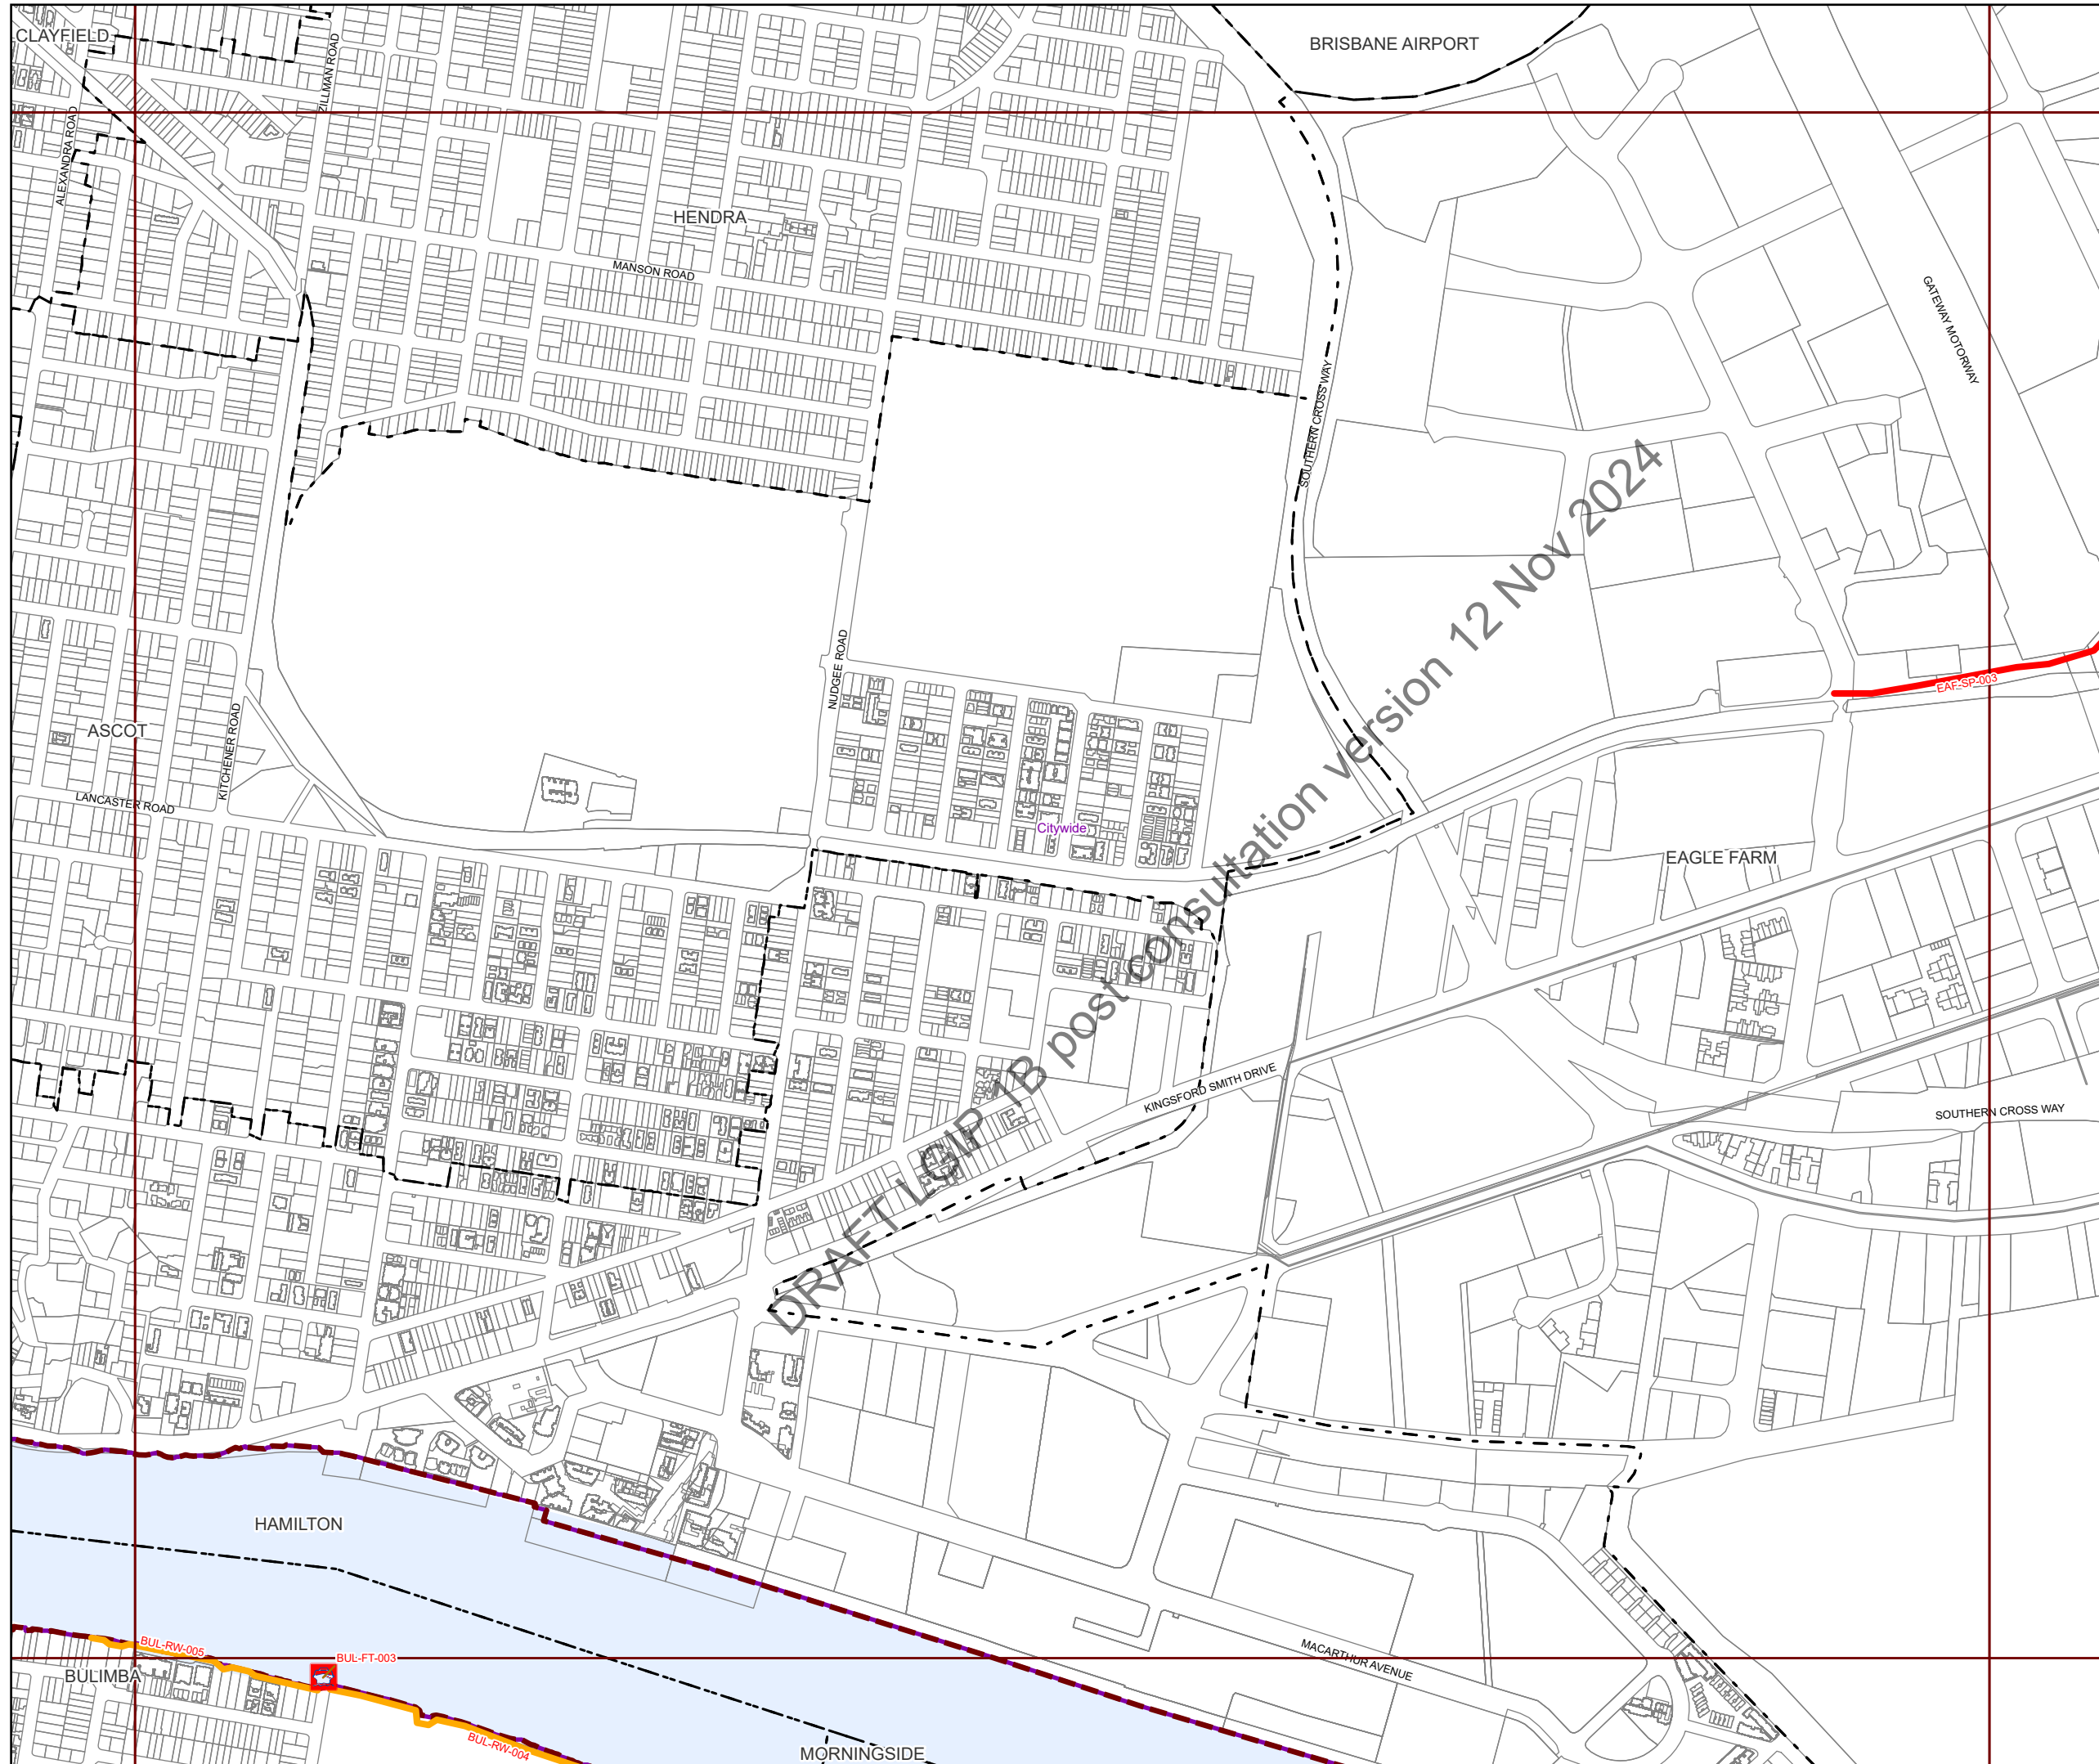 CLAYFIELD
BRISBANE AIRPORT
ZILLMAN ROAD
ALEXANDRA ROAD
HENDRA
MANSON ROAD
GATEWAY MOTORWAY
SOUTHERN CROSS WAY
NUDGEE ROAD
EAF-SP-003
ASCOT
KITCHENER ROAD
LANCASTER ROAD
Citywide
EAGLE FARM
DRAFT LGIP 1B post consultation version 12 Nov 2024
KINGSFORD SMITH DRIVE
SOUTHERN CROSS WAY
HAMILTON
BUL-RW-005
BUL-FT-003
MACARTHUR AVENUE
BULIMBA
BUL-RW-004
MORNINGSIDE